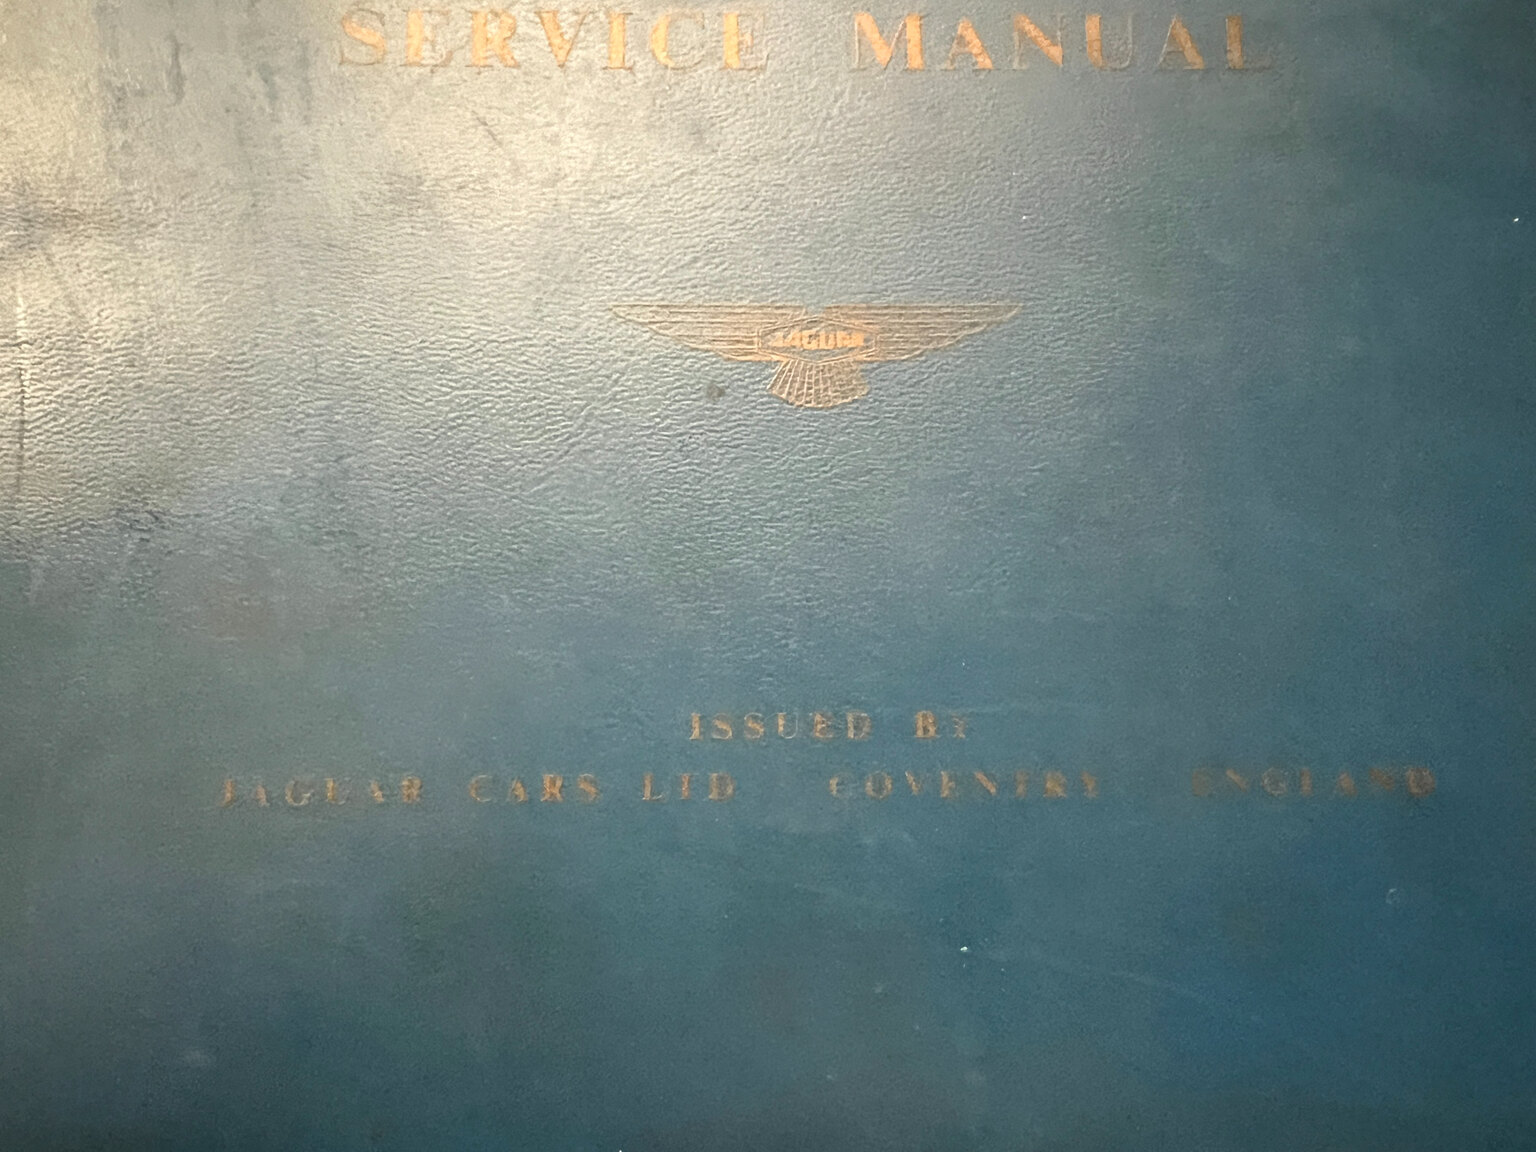 SERVICE MANUAL
JAGUAR
ISSUED BY
JAGUAR CARS LTD COVENTRY ENGLAND